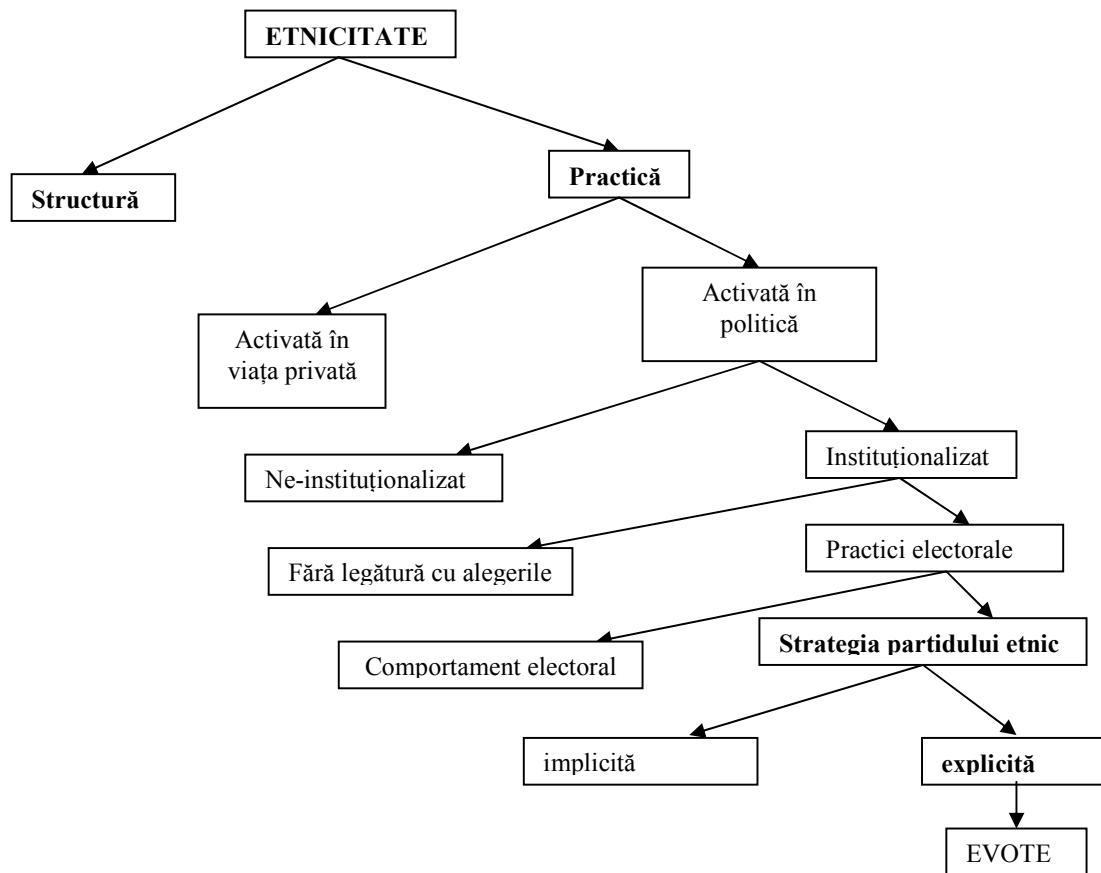 ETNICITATE
Structură
Practică
Activată în
politică
Activată în
viața privată
Instituționalizat
Ne-instituționalizat
Practici electorale
Fără legătură cu alegerile
Strategia partidului etnic
Comportament electoral
implicită
explicită
EVOTE